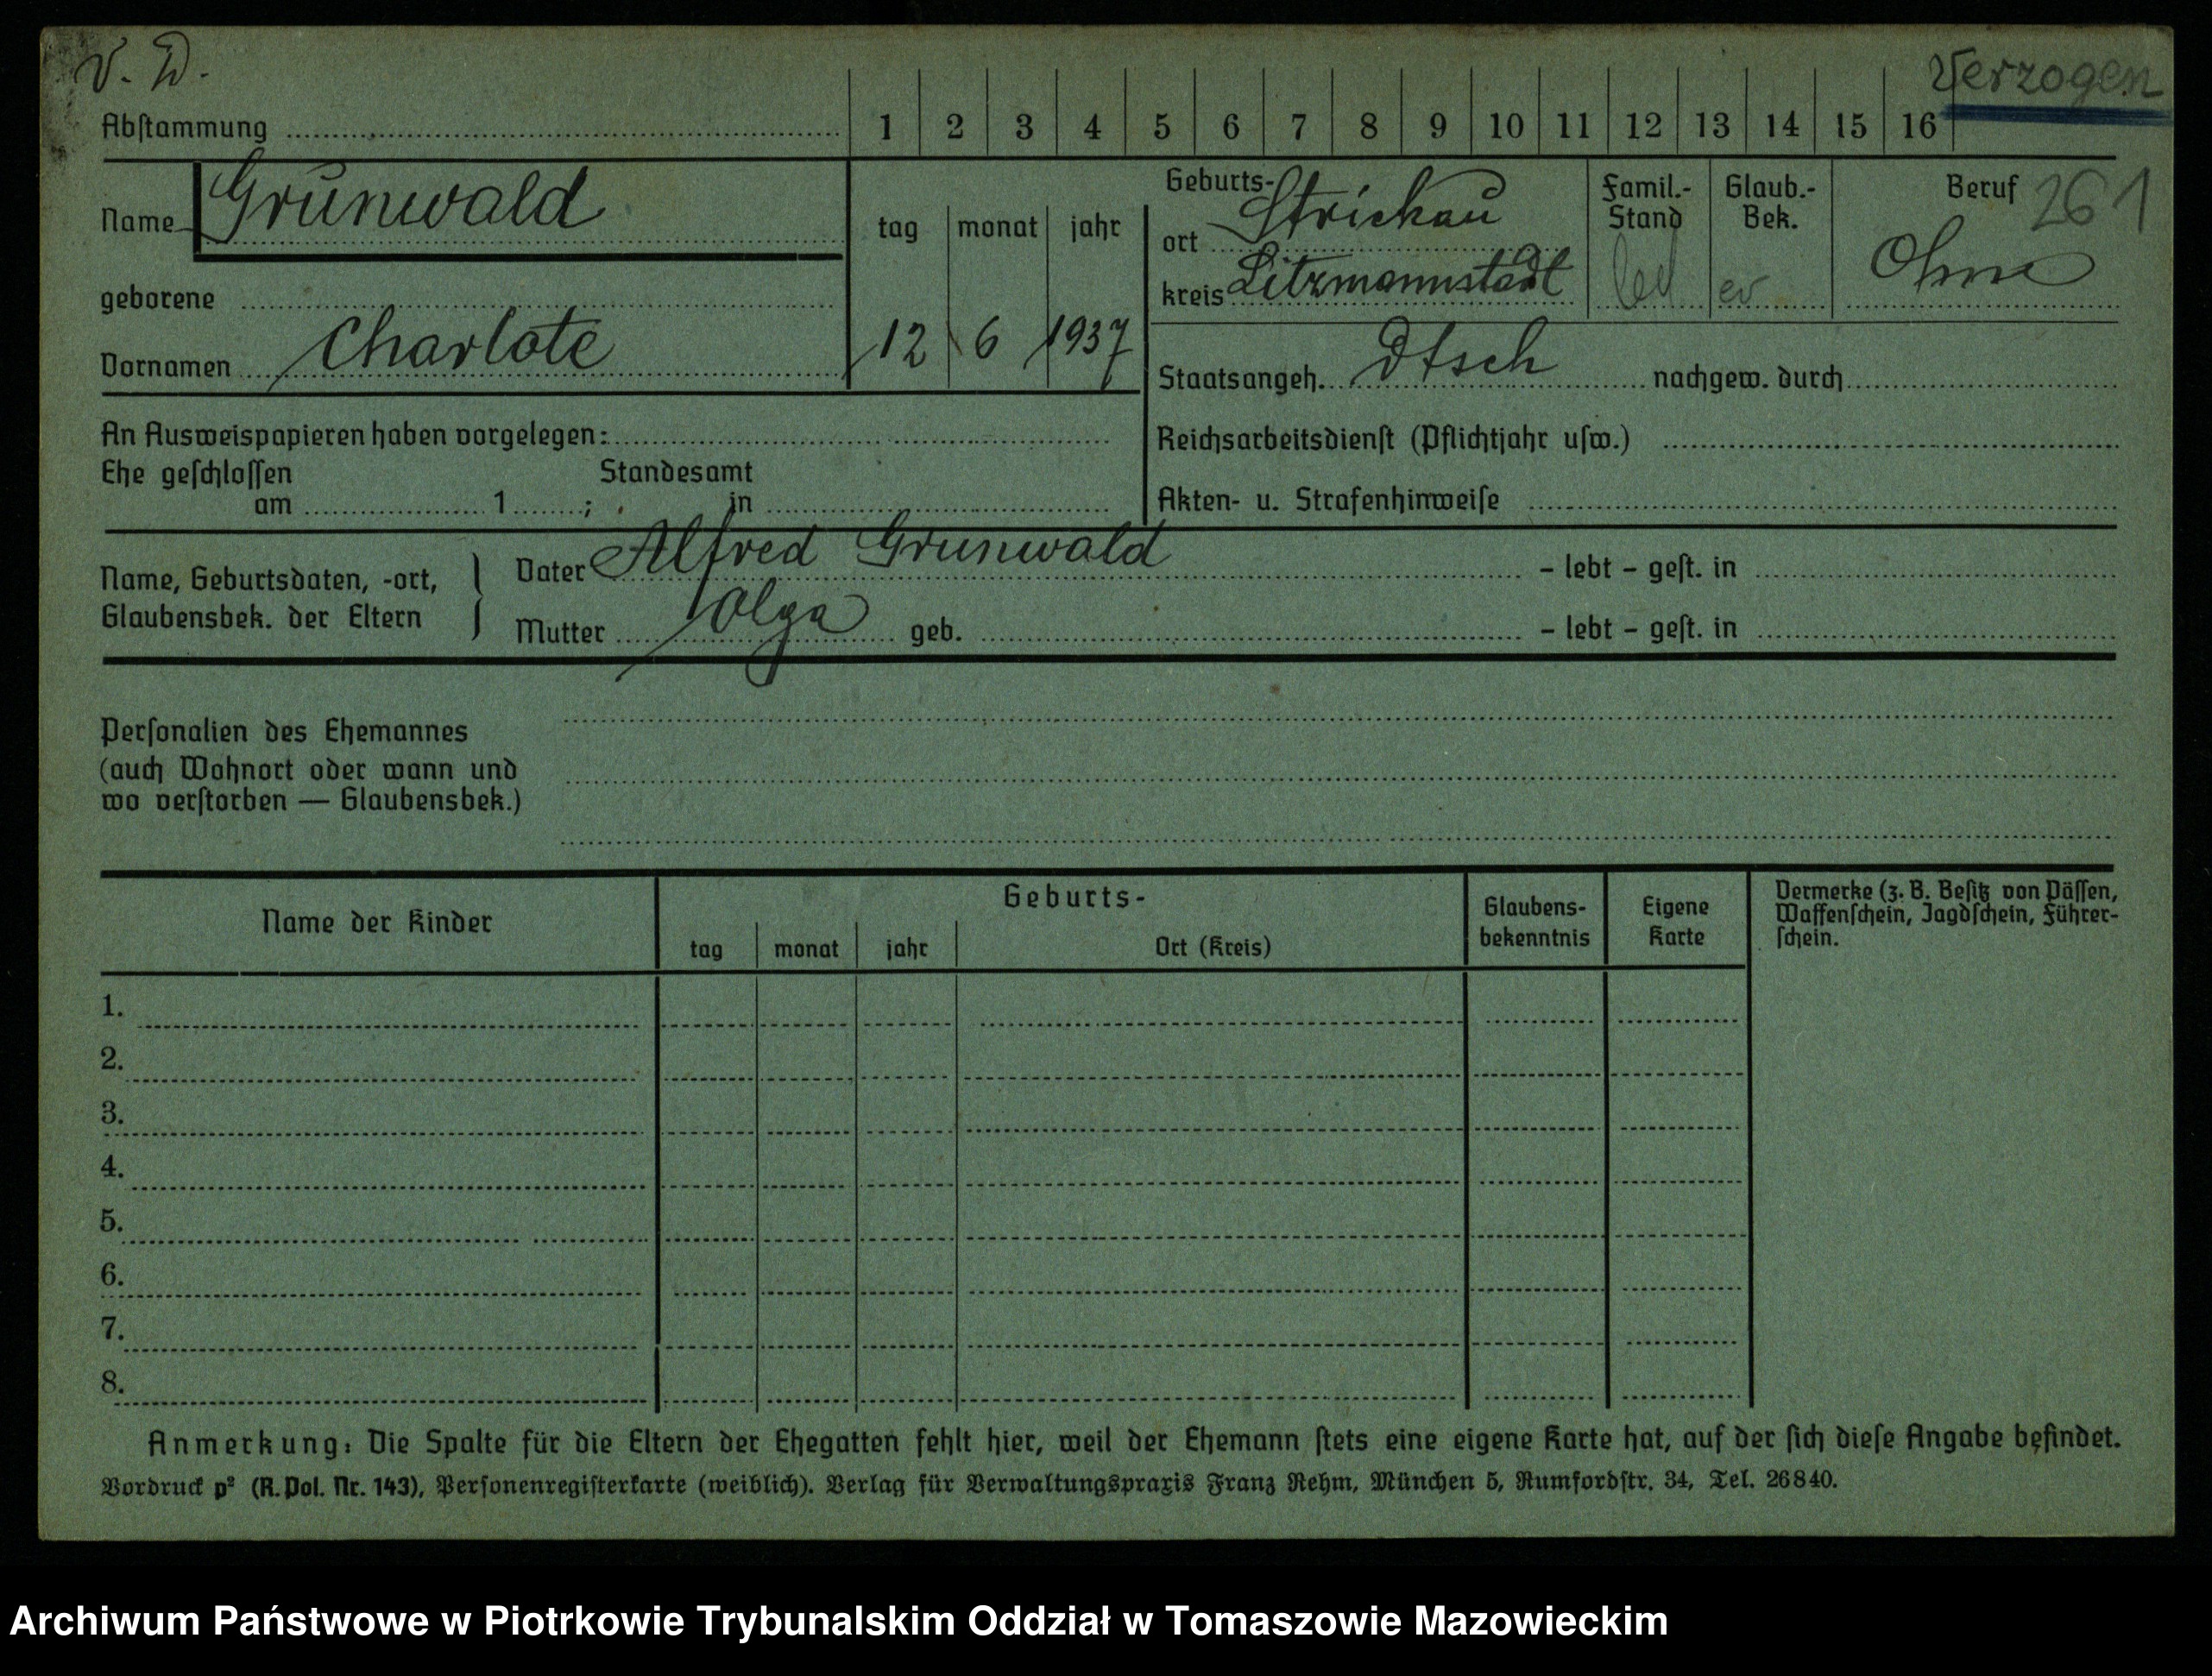 V. D.
Verzogen
Abstammung 1 2 3 4 5 6 7 8 9 10 11 12 13 14 15 16
Name Grünwald
tag monat jahr
Geburts-
ort Strickau
kreis Litzmannstadt
Famil.-
Stand
led
Glaub.-
Bek.
ev
Beruf 261
Ohne
geborene
Vornamen Charlote 12 6 1937
Staatsangeh. Dtsch nachgew. durch
An Ausweispapieren haben vorgelegen:
Reichsarbeitsdienst (Pflichtjahr usw.)
Ehe geschlossen Standesamt
am 1 ; in
Akten- u. Strafenhinweise
Name, Geburtsdaten, -ort,
Glaubensbek. der Eltern
Vater Alfred Grunwald – lebt – gest. in
Mutter Olga geb. – lebt – gest. in
Personalien des Ehemannes
(auch Wohnort oder wann und
wo verstorben — Glaubensbek.)
Name der Kinder
Geburts-
tag monat jahr Ort (Kreis)
Glaubens-
bekenntnis
Eigene
Karte
Vermerke (z. B. Besitz von Pässen,
Waffenschein, Jagdschein, Führer-
schein.
1.
2.
3.
4.
5.
6.
7.
8.
Anmerkung: Die Spalte für die Eltern der Ehegatten fehlt hier, weil der Ehemann stets eine eigene Karte hat, auf der sich diese Angabe befindet.
Vordruck p² (R. Pol. Nr. 143), Personenregisterkarte (weiblich). Verlag für Verwaltungspraxis Franz Rehm, München 5, Rumfordstr. 34, Tel. 26840.
Archiwum Państwowe w Piotrkowie Trybunalskim Oddział w Tomaszowie Mazowieckim